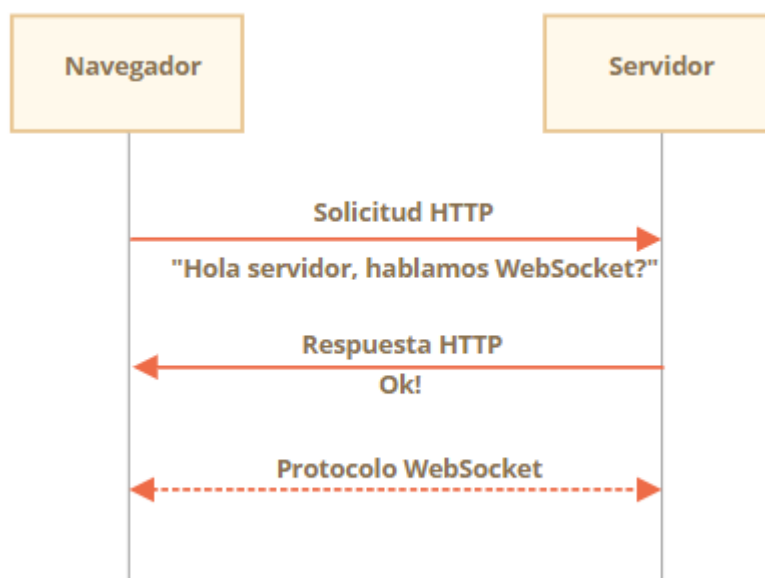 Navegador
Servidor
Solicitud HTTP
"Hola servidor, hablamos WebSocket?"
Respuesta HTTP
Ok!
Protocolo WebSocket